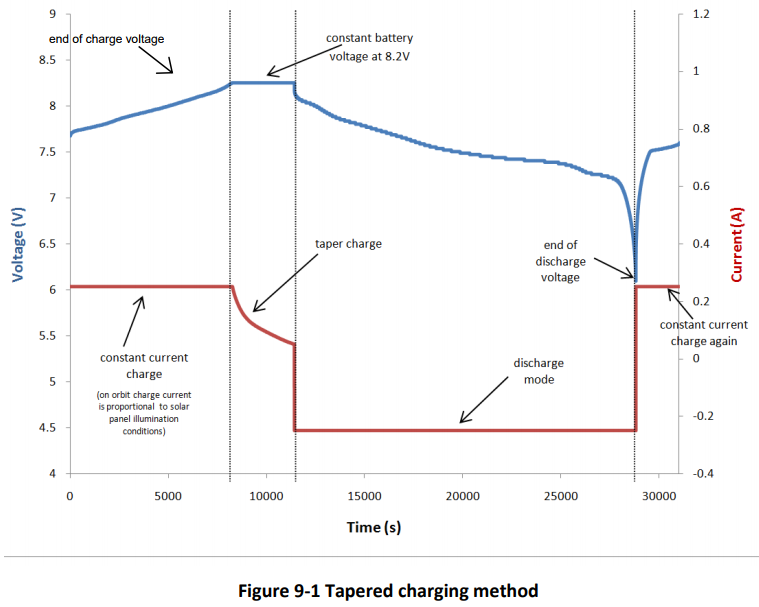 9
8.5
8
7.5
7
6.5
6
5.5
5
4.5
4
Voltage (V)
1.2
1
0.8
0.6
0.4
0.2
0
-0.2
-0.4
Current (A)
end of charge voltage
constant battery
voltage at 8.2V
taper charge
end of
discharge
voltage
constant current
charge again
constant current
charge
(on orbit charge current
is proportional to solar
panel illumination
conditions)
discharge
mode
0
5000
10000
15000
20000
25000
30000
Time (s)
Figure 9-1 Tapered charging method